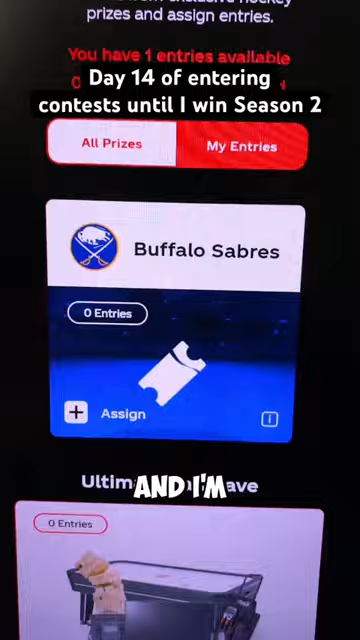 prizes and assign entries.
You have 1 entries available
Day 14 of entering
contests until I win Season 2
All Prizes
My Entries
Buffalo Sabres
0 Entries
Assign
AND I'M
0 Entries